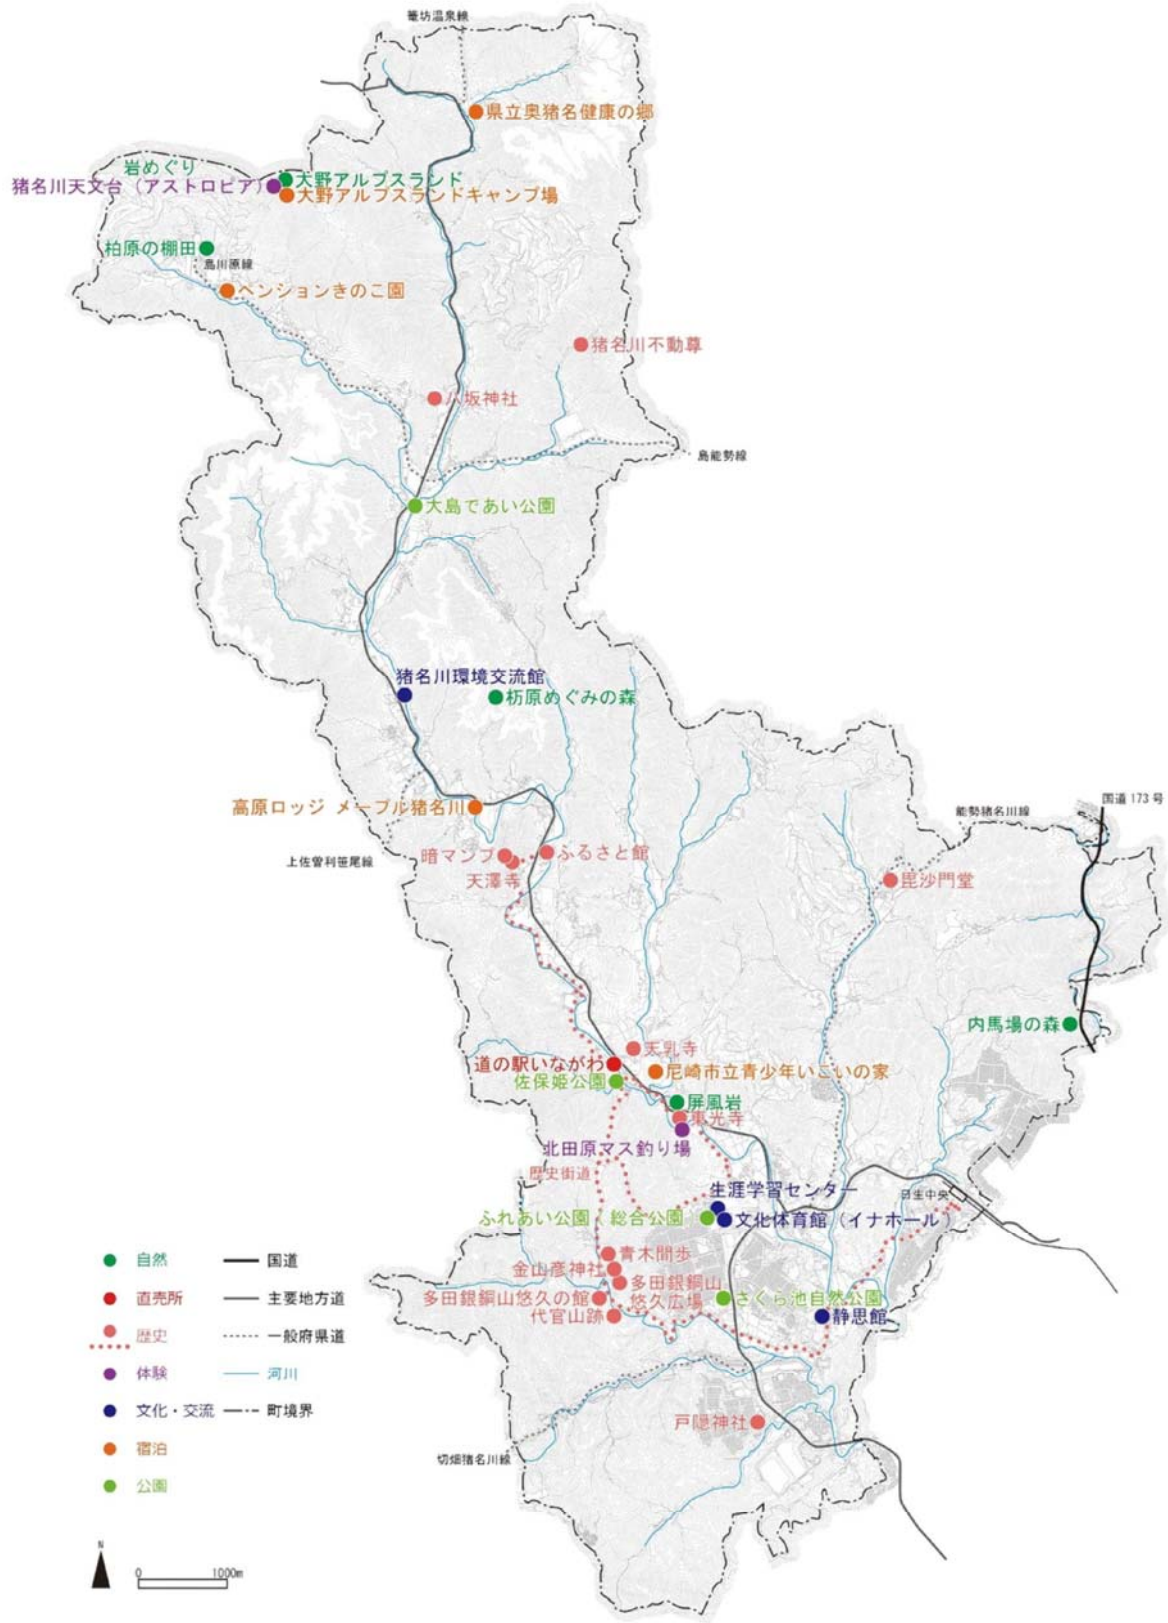 篭坊温泉線
県立奥猪名健康の郷
岩めぐり
大野アルプスランド
猪名川天文台(アストロピア)
大野アルプスランドキャンプ場
柏原の棚田
島川原線
ペンションきのこ園
猪名川不動尊
八坂神社
島能勢線
大島であい公園
猪名川環境交流館
杤原めぐみの森
国道173号
高原ロッジ メープル猪名川
能勢猪名川線
上佐曽利笹尾線
暗マンプ
ふるさと館
天澤寺
毘沙門堂
内馬場の森
天乳寺
道の駅いながわ
尼崎市立青少年いこいの家
佐保姫公園
屏風岩
東光寺
北田原マス釣り場
歴史街道
生涯学習センター
日生中央
ふれあい公園(総合公園
文化体育館(イナホール)
青木間歩
金山彦神社
多田銀銅山
悠久広場
多田銀銅山悠久の館
さくら池自然公園
代官山跡
静思館
戸隠神社
切畑猪名川線
自然
国道
直売所
主要地方道
歴史
一般府県道
体験
河川
文化・交流
町境界
宿泊
公園
N
0 1000m